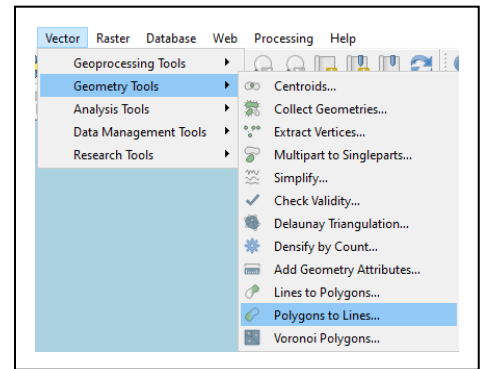 Vector Raster Database Web Processing Help
Geoprocessing Tools
Geometry Tools
Analysis Tools
Data Management Tools
Research Tools
Centroids...
Collect Geometries...
Extract Vertices...
Multipart to Singleparts...
Simplify...
Check Validity...
Delaunay Triangulation...
Densify by Count...
Add Geometry Attributes...
Lines to Polygons...
Polygons to Lines...
Voronoi Polygons...